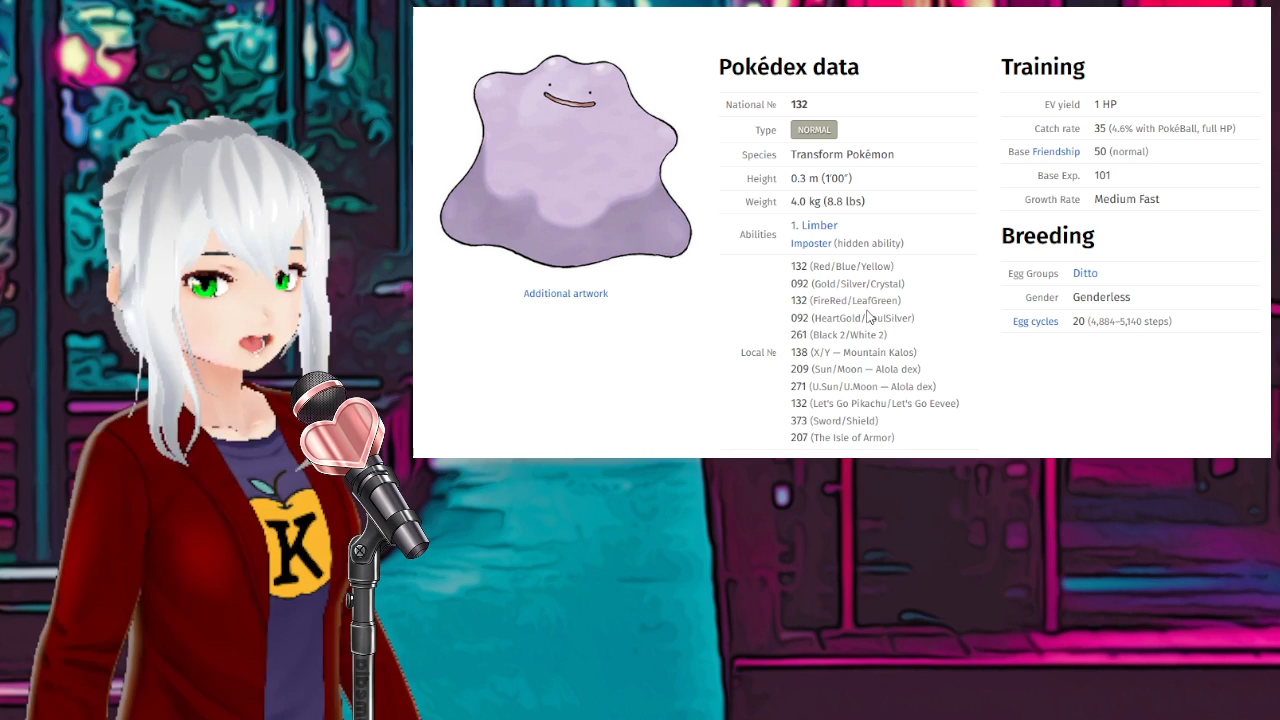 Pokédex data
National № 132
Type NORMAL
Species Transform Pokémon
Height 0.3 m (1′00″)
Weight 4.0 kg (8.8 lbs)
Abilities 1. Limber
Imposter (hidden ability)
Local № 132 (Red/Blue/Yellow)
092 (Gold/Silver/Crystal)
132 (FireRed/LeafGreen)
092 (HeartGold/SoulSilver)
261 (Black 2/White 2)
138 (X/Y — Mountain Kalos)
209 (Sun/Moon — Alola dex)
271 (U.Sun/U.Moon — Alola dex)
132 (Let's Go Pikachu/Let's Go Eevee)
373 (Sword/Shield)
207 (The Isle of Armor)
Additional artwork
Training
EV yield 1 HP
Catch rate 35 (4.6% with PokéBall, full HP)
Base Friendship 50 (normal)
Base Exp. 101
Growth Rate Medium Fast
Breeding
Egg Groups Ditto
Gender Genderless
Egg cycles 20 (4,884–5,140 steps)
K